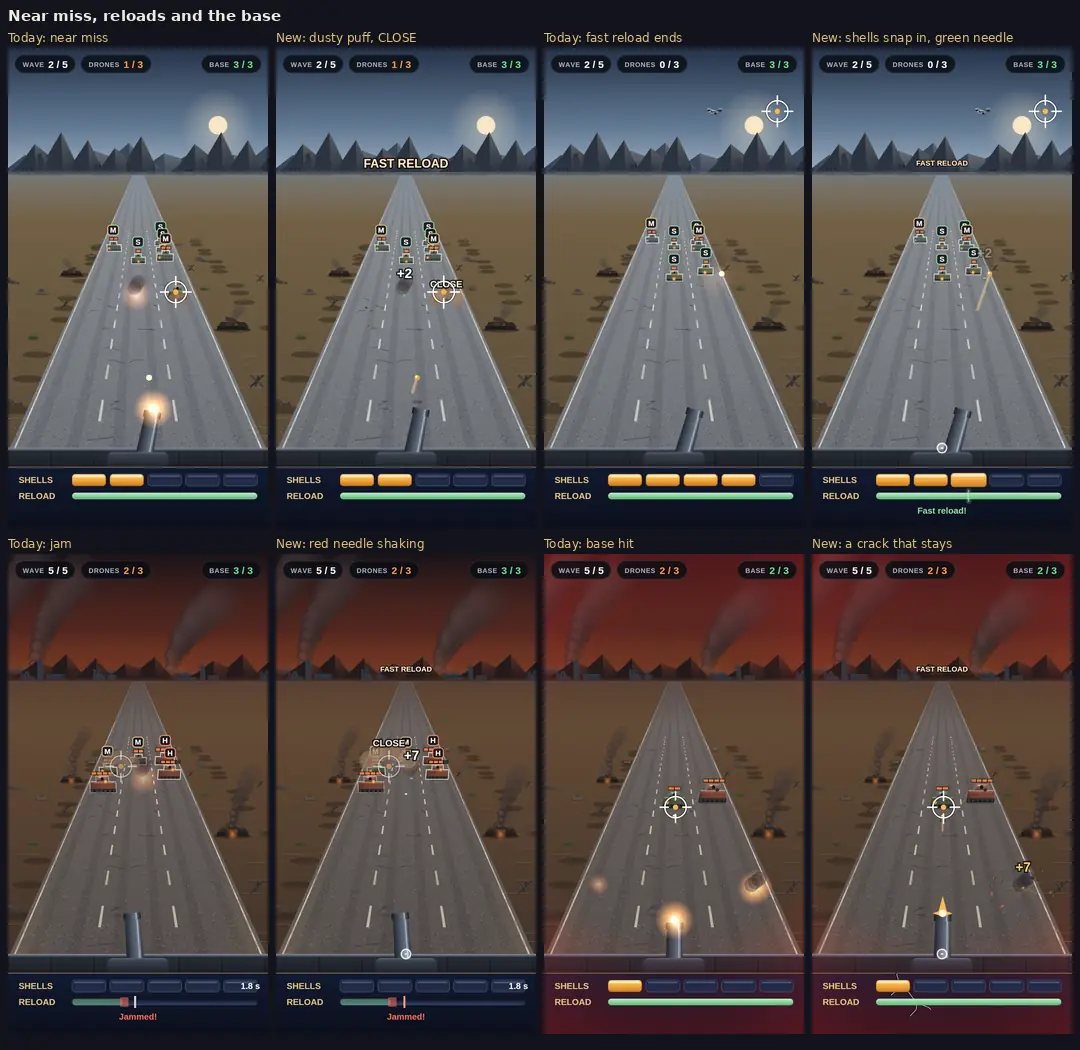 Near miss, reloads and the base
Today: near miss
WAVE 2 / 5 DRONES 1 / 3 BASE 3 / 3
M S S M
SHELLS
RELOAD
New: dusty puff, CLOSE
WAVE 2 / 5 DRONES 1 / 3 BASE 3 / 3
FAST RELOAD
M S S M
+2
CLOSE
SHELLS
RELOAD
Today: fast reload ends
WAVE 2 / 5 DRONES 0 / 3 BASE 3 / 3
M S M
S S
SHELLS
RELOAD
New: shells snap in, green needle
WAVE 2 / 5 DRONES 0 / 3 BASE 3 / 3
FAST RELOAD
M S M
S S +2
SHELLS
RELOAD
Fast reload!
Today: jam
WAVE 5 / 5 DRONES 2 / 3 BASE 3 / 3
M M H H
SHELLS 1.8 s
RELOAD
Jammed!
New: red needle shaking
WAVE 5 / 5 DRONES 2 / 3 BASE 3 / 3
FAST RELOAD
CLOSE H
+7 H
SHELLS 1.8 s
RELOAD
Jammed!
Today: base hit
WAVE 5 / 5 DRONES 2 / 3 BASE 2 / 3
SHELLS
RELOAD
New: a crack that stays
WAVE 5 / 5 DRONES 2 / 3 BASE 2 / 3
FAST RELOAD
+7
SHELLS
RELOAD